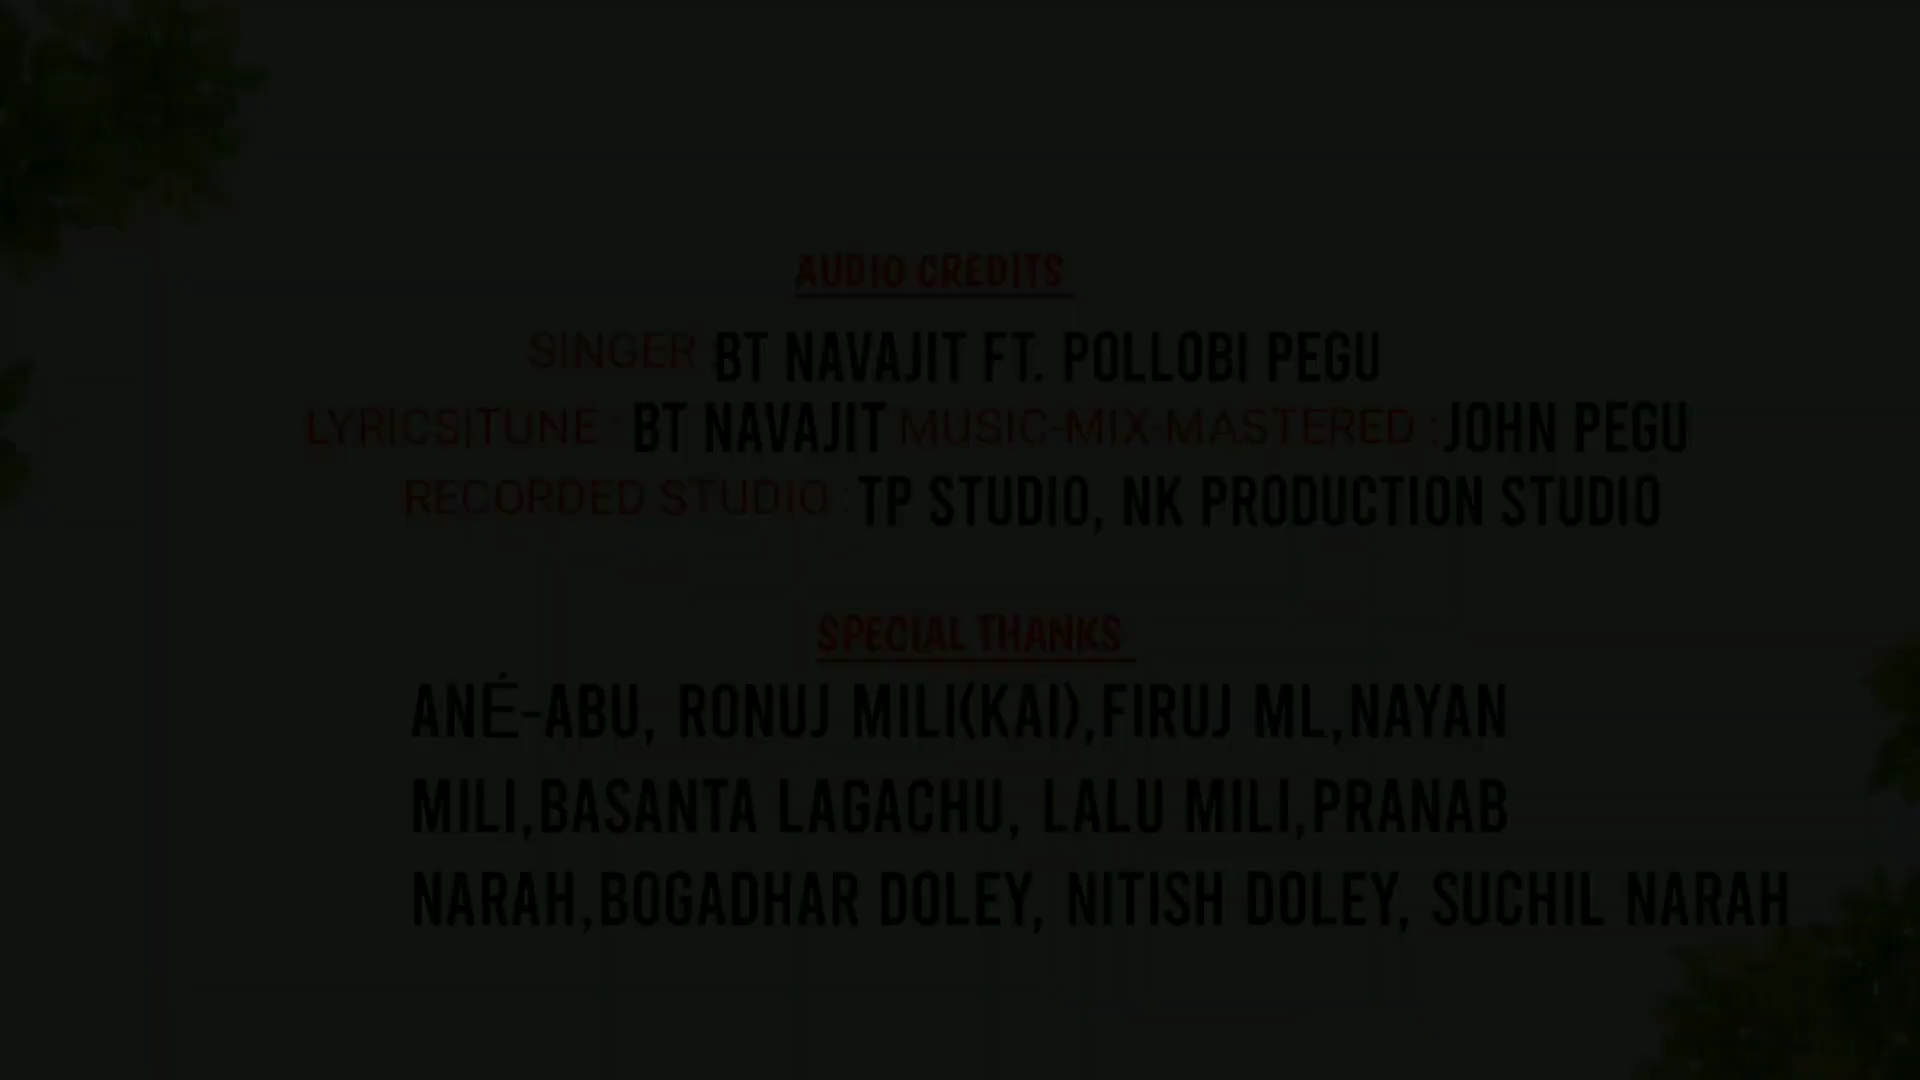 AUDIO CREDITS
SINGER BT NAVAJIT FT. POLLOBI PEGU
LYRICS|TUNE : BT NAVAJIT MUSIC-MIX-MASTERED :JOHN PEGU
RECORDED STUDIO : TP STUDIO, NK PRODUCTION STUDIO
SPECIAL THANKS
ANÉ-ABU, RONUJ MILI(KAI),FIRUJ ML,NAYAN
MILI,BASANTA LAGACHU, LALU MILI,PRANAB
NARAH,BOGADHAR DOLEY, NITISH DOLEY, SUCHIL NARAH